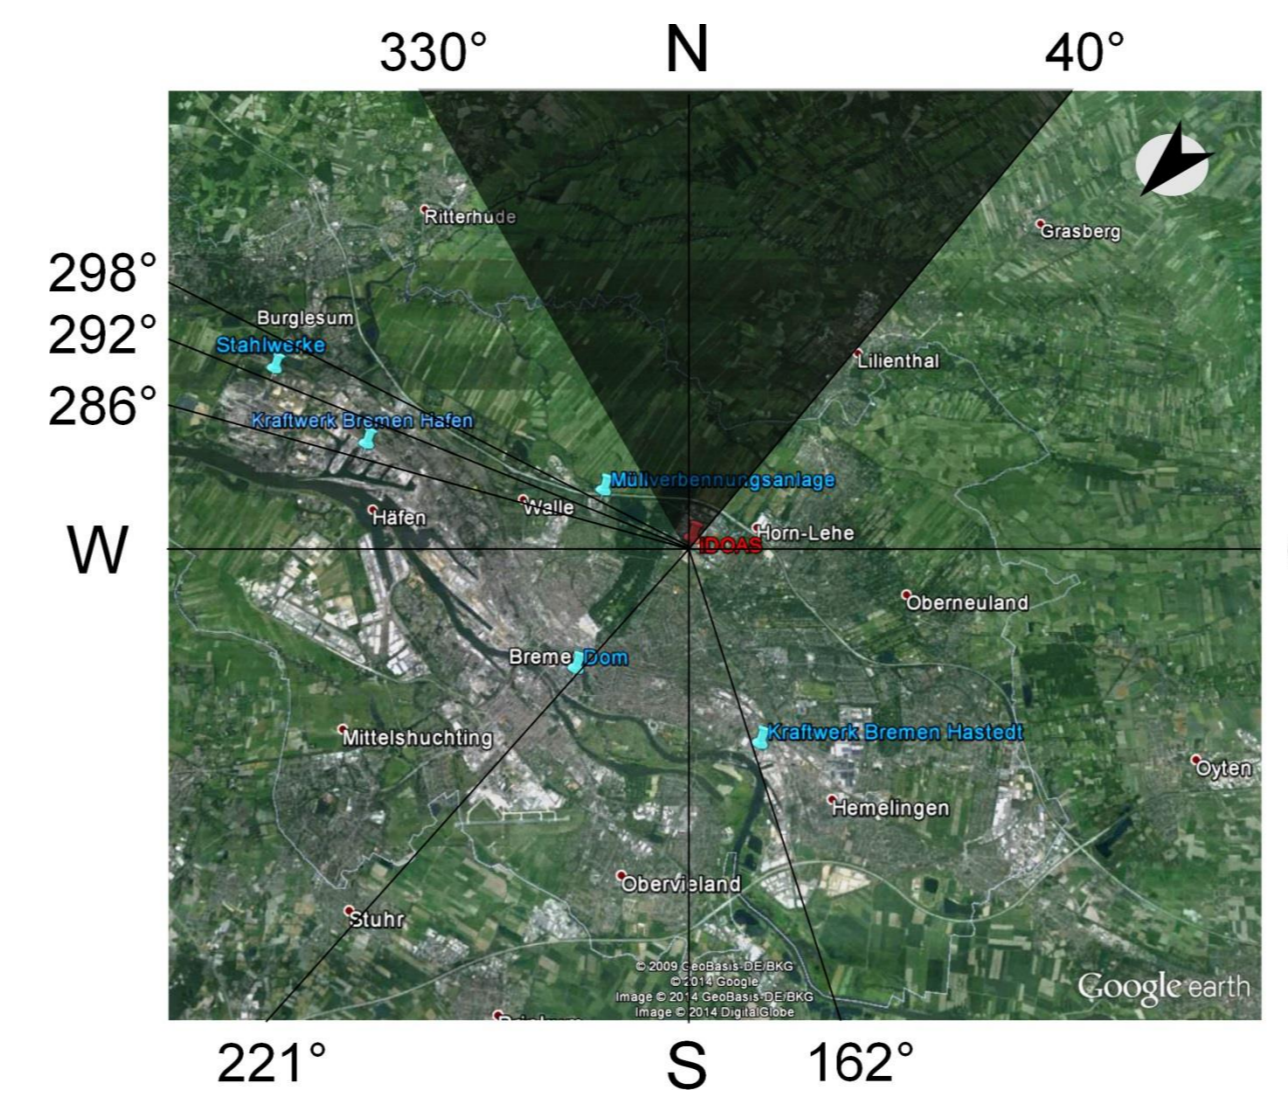 330°
N
40°
Ritterhude
Grasberg
298°
Burglesum
292°
Stahlwerke
Lilienthal
286°
Kraftwerk Bremen Hafen
Müllverbennungsanlage
Walle
Häfen
Horn-Lehe
W
IDOAS
Oberneuland
Breme
Dom
Mittelshuchting
Kraftwerk Bremen Hastedt
Oyten
Hemelingen
Obervieland
Stuhr
© 2009 GeoBasis-DE/BKG
© 2014 Google
Image © 2014 GeoBasis-DE/BKG
Image © 2014 DigitalGlobe
Google earth
221°
S
162°